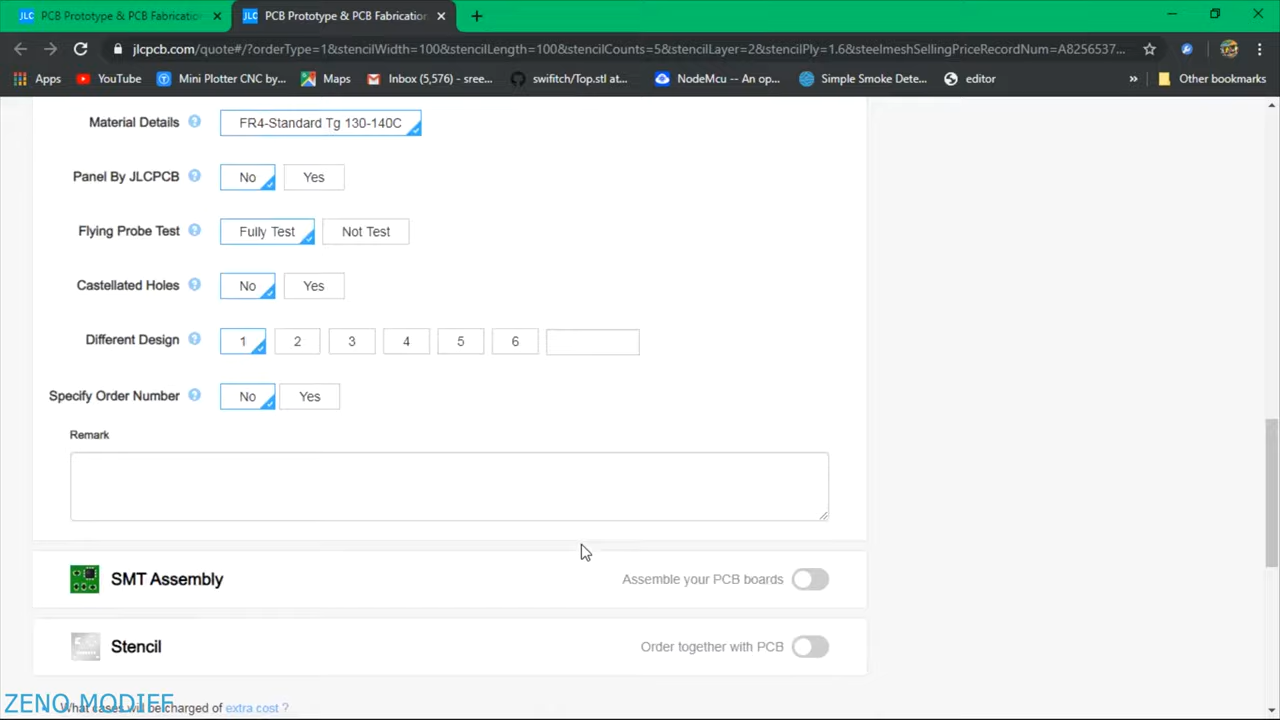 PCB Prototype & PCB Fabricatio
PCB Prototype & PCB Fabricatio
jlcpcb.com/quote#/?orderType=1&stencilWidth=100&stencilLength=100&stencilCounts=5&stencilLayer=2&stencilPly=1.6&steelmeshSellingPriceRecordNum=A8256537...
Apps YouTube Mini Plotter CNC by... Maps Inbox (5,576) - sree... swifitch/Top.stl at... NodeMcu -- An op... Simple Smoke Dete... editor » Other bookmarks
Material Details ? FR4-Standard Tg 130-140C
Panel By JLCPCB ? No Yes
Flying Probe Test ? Fully Test Not Test
Castellated Holes ? No Yes
Different Design ? 1 2 3 4 5 6
Specify Order Number ? No Yes
Remark
SMT Assembly Assemble your PCB boards
Stencil Order together with PCB
ZENO MODIFF
What cases will be charged of extra cost ?